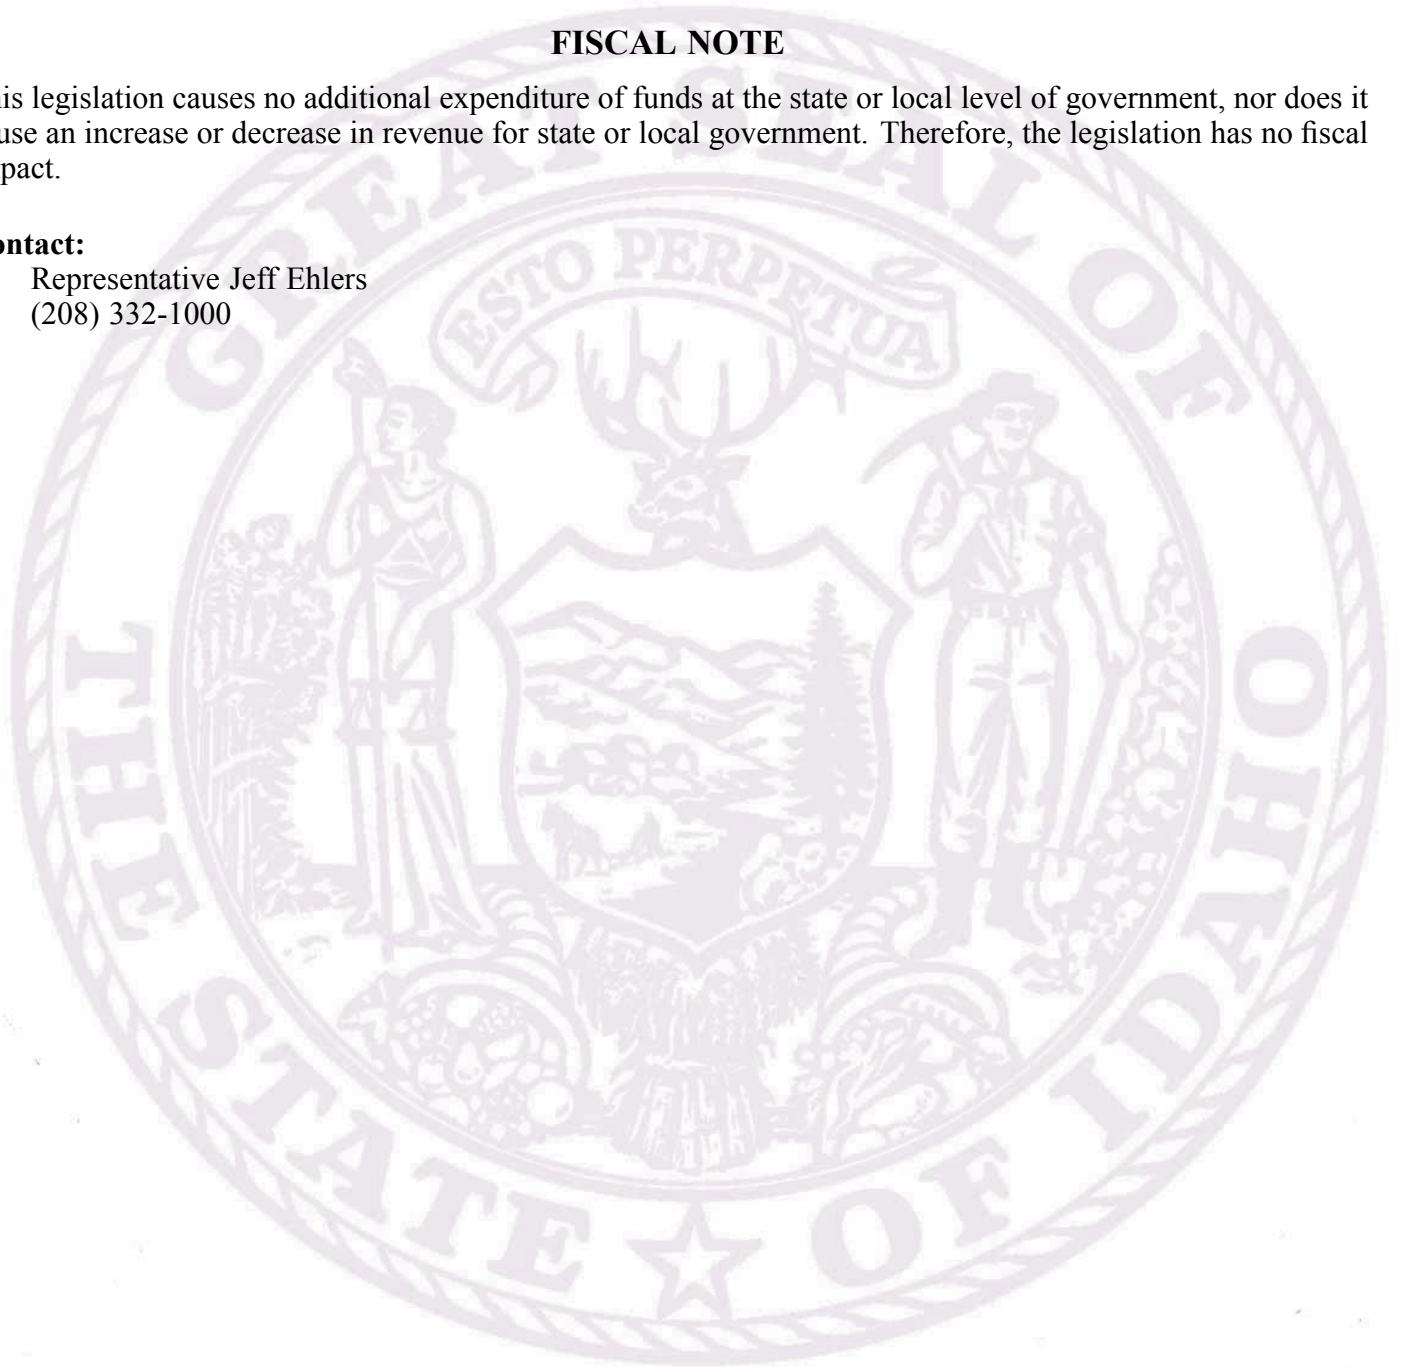 FISCAL NOTE
is legislation causes no additional expenditure of funds at the state or local level of government, nor does it
use an increase or decrease in revenue for state or local government. Therefore, the legislation has no fiscal
pact.
ontact:
Representative Jeff Ehlers
(208) 332-1000
GREAT SEAL OF
THE STATE OF IDAHO
ESTO PERPETUA